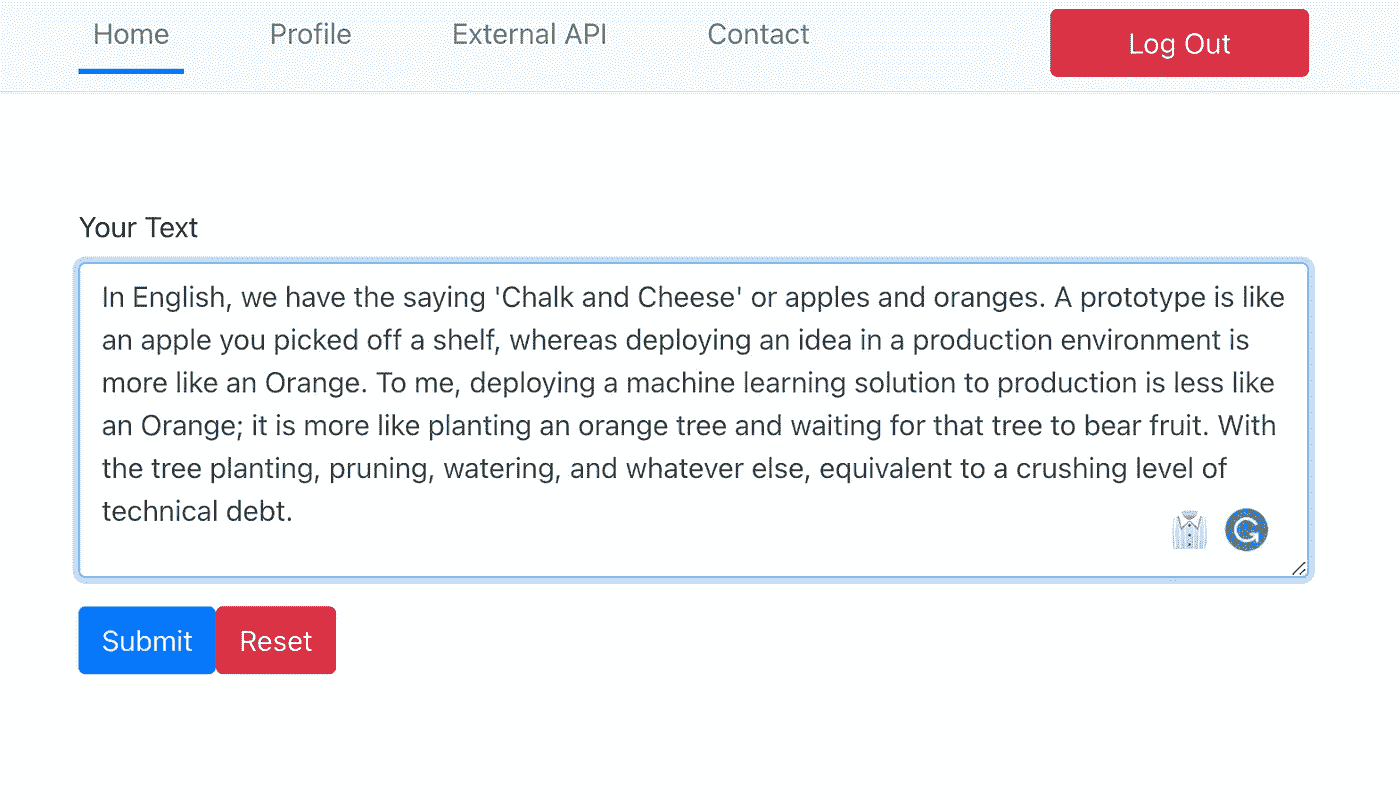 Home Profile External API Contact Log Out
Your Text
In English, we have the saying 'Chalk and Cheese' or apples and oranges. A prototype is like
an apple you picked off a shelf, whereas deploying an idea in a production environment is
more like an Orange. To me, deploying a machine learning solution to production is less like
an Orange; it is more like planting an orange tree and waiting for that tree to bear fruit. With
the tree planting, pruning, watering, and whatever else, equivalent to a crushing level of
technical debt.
Submit Reset